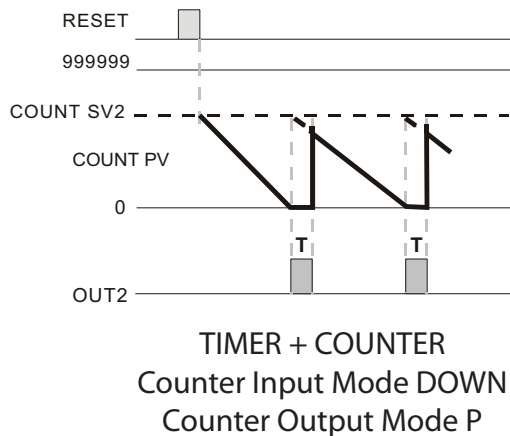 RESET
999999
COUNT SV2
COUNT PV
0
T T
OUT2
TIMER + COUNTER
Counter Input Mode DOWN
Counter Output Mode P